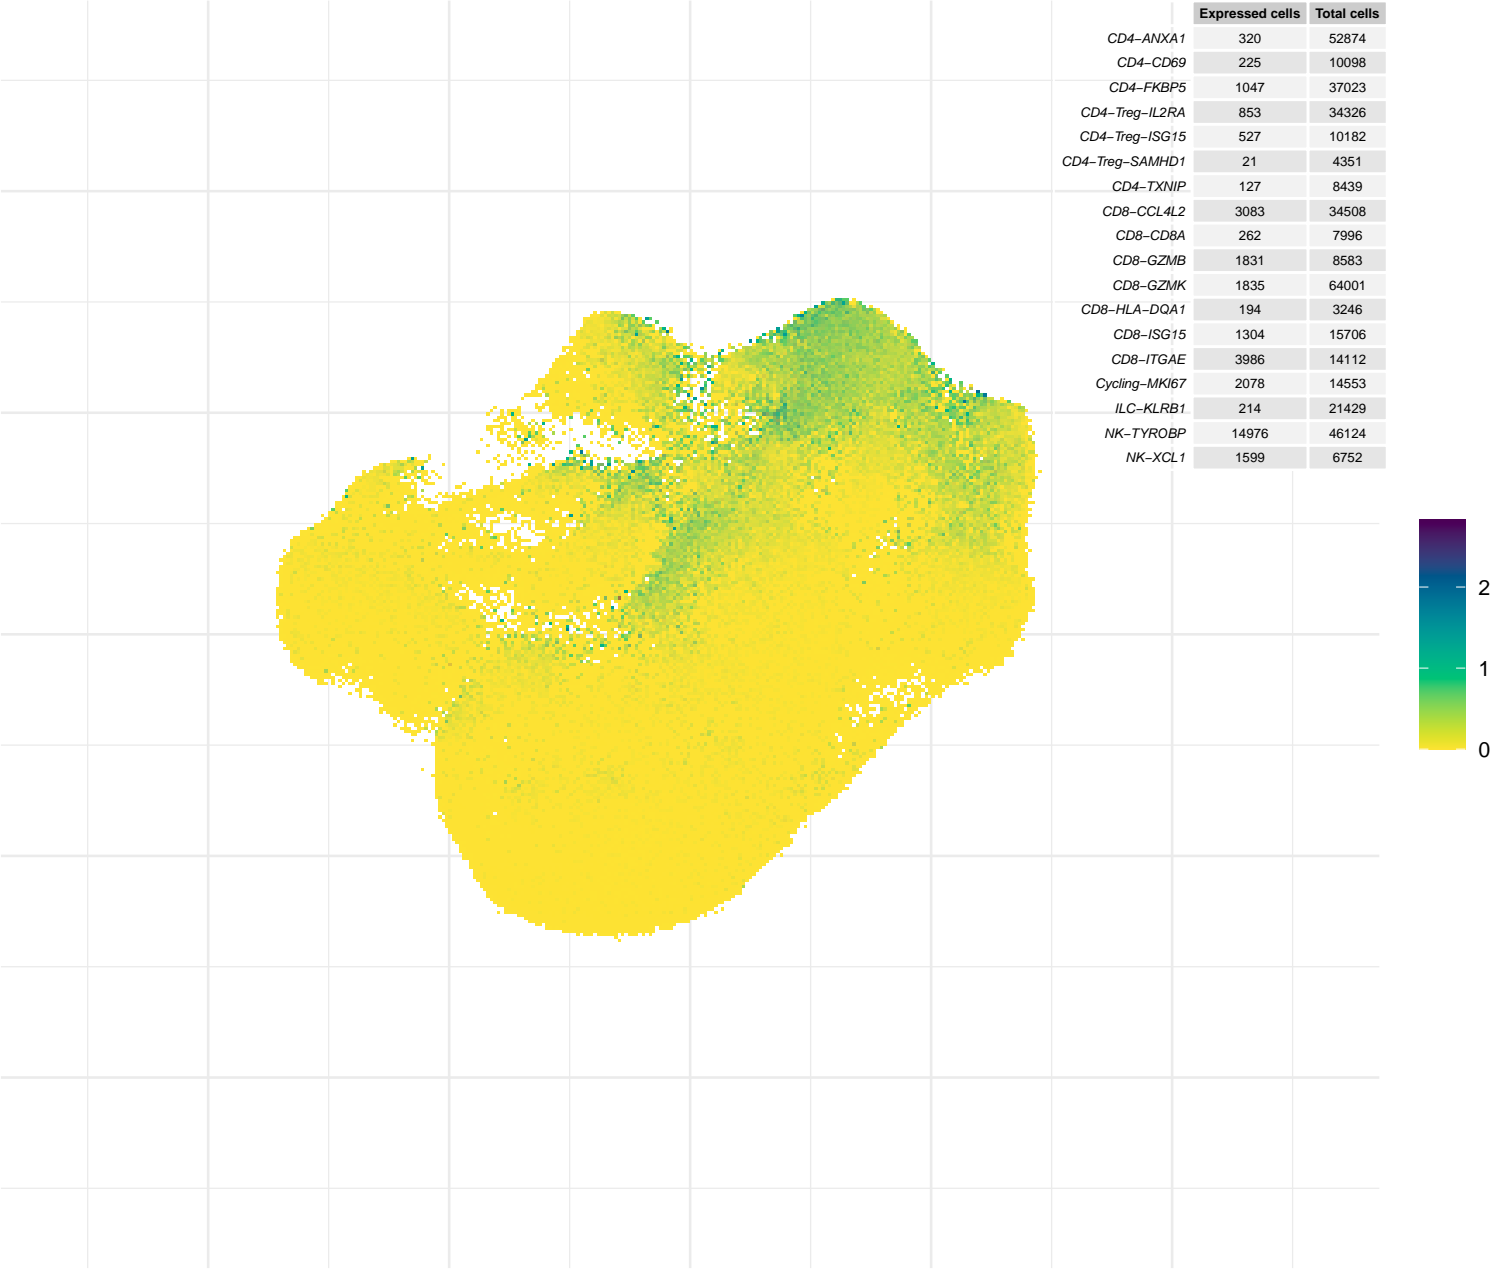 Expressed cells Total cells
CD4−ANXA1 320 52874
CD4−CD69 225 10098
CD4−FKBP5 1047 37023
CD4−Treg−IL2RA 853 34326
CD4−Treg−ISG15 527 10182
CD4−Treg−SAMHD1 21 4351
CD4−TXNIP 127 8439
CD8−CCL4L2 3083 34508
CD8−CD8A 262 7996
CD8−GZMB 1831 8583
CD8−GZMK 1835 64001
CD8−HLA−DQA1 194 3246
CD8−ISG15 1304 15706
CD8−ITGAE 3986 14112
Cycling−MKI67 2078 14553
ILC−KLRB1 214 21429
NK−TYROBP 14976 46124
NK−XCL1 1599 6752
2
1
0